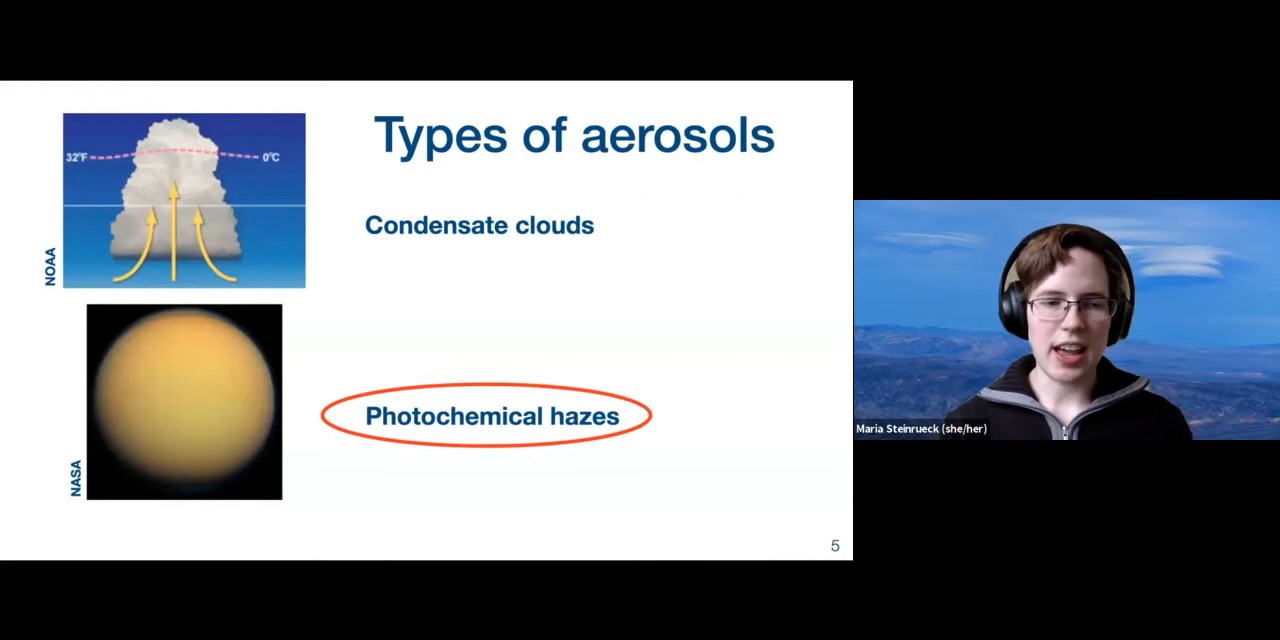 Types of aerosols
32°F
0°C
NOAA
Condensate clouds
Photochemical hazes
NASA
5
Maria Steinrueck (she/her)